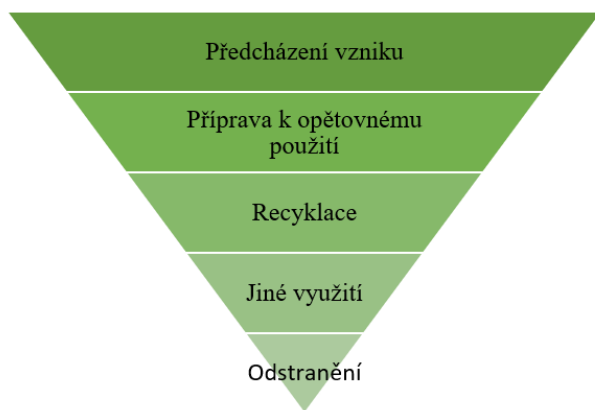 Předcházení vzniku
Příprava k opětovnému
použití
Recyklace
Jiné využití
Odstranění